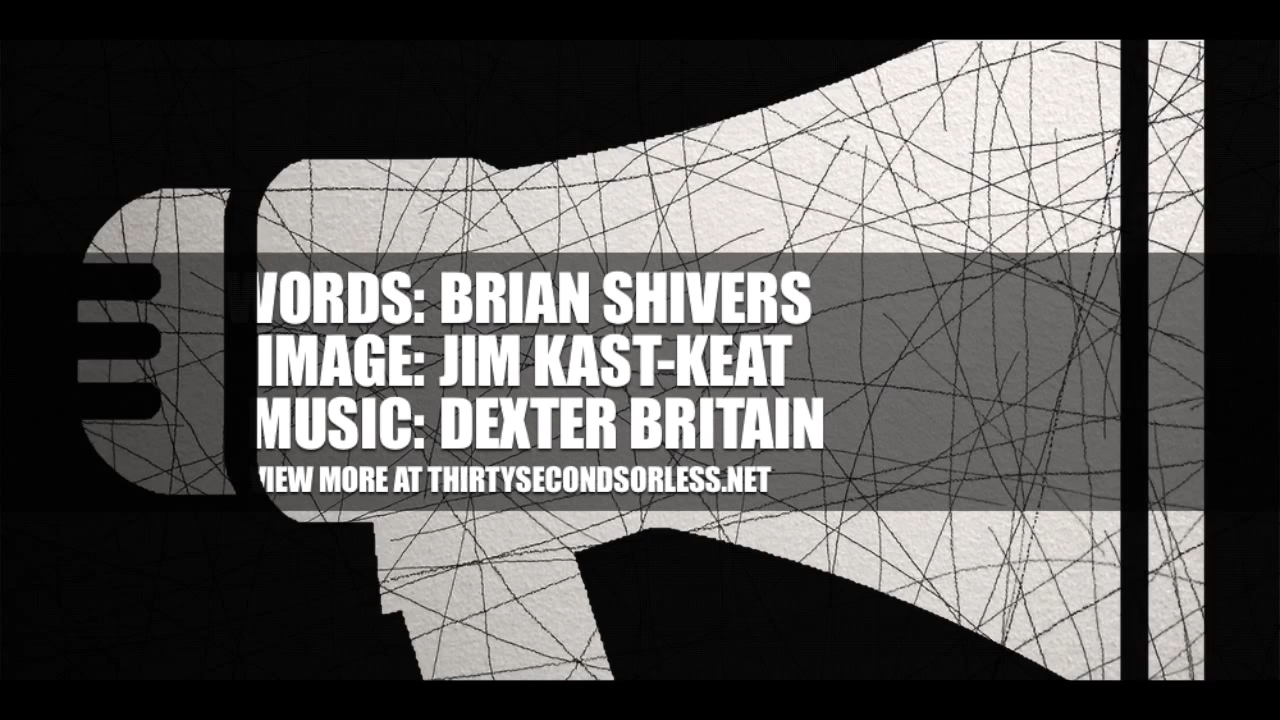 WORDS: BRIAN SHIVERS
IMAGE: JIM KAST-KEAT
MUSIC: DEXTER BRITAIN
VIEW MORE AT THIRTYSECONDSORLESS.NET